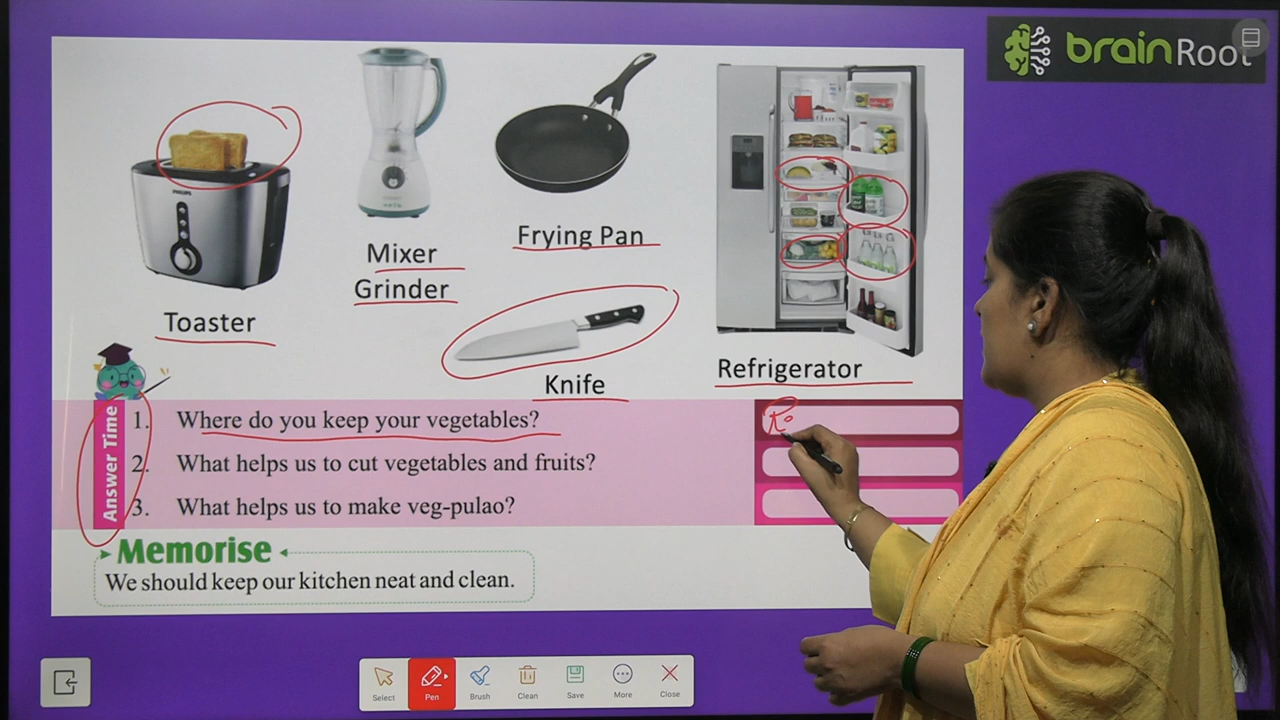 brainRoot
PHILIPS
Mixer
Grinder
Frying Pan
Toaster
Knife
Refrigerator
Answer Time
1. Where do you keep your vegetables?
2. What helps us to cut vegetables and fruits?
3. What helps us to make veg-pulao?
Memorise
We should keep our kitchen neat and clean.
Select Pen Brush Clean Save More Close